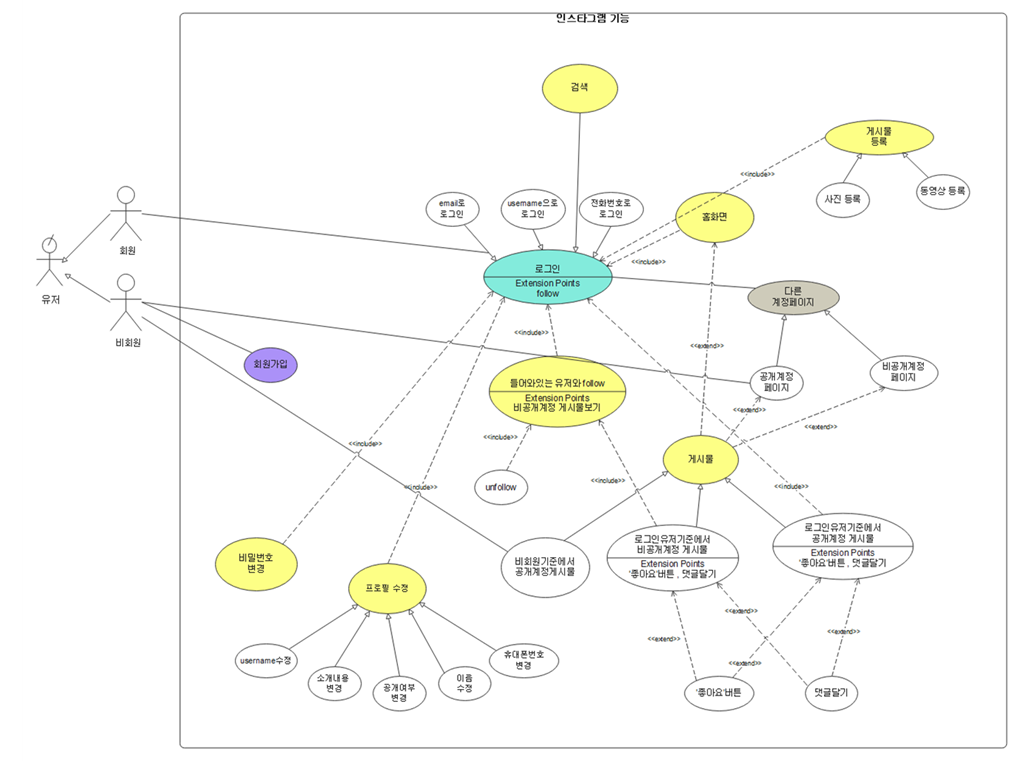 인스타그램 기능
검색
게시물
등록
<<include>>
사진 등록
동영상 등록
email로
로그인
username으로
로그인
전화번호로
로그인
홈화면
회원
<<include>>
로그인
Extension Points
follow
유저
다른
계정페이지
비회원
<<include>>
<<extend>>
회원가입
공개계정
페이지
비공개계정
페이지
들어와있는 유저와 follow
Extension Points
비공개계정 게시물보기
<<extend>>
<<extend>>
<<include>>
<<include>>
게시물
unfollow
<<include>>
<<include>>
<<include>>
비밀번호
변경
비회원기준에서
공개계정게시물
로그인유저기준에서
비공개계정 게시물
Extension Points
'좋아요'버튼 , 댓글달기
로그인유저기준에서
공개계정 게시물
Extension Points
'좋아요'버튼 , 댓글달기
프로필 수정
<<extend>>
<<extend>>
<<extend>>
<<extend>>
username수정
소개내용
변경
공개여부
변경
이름
수정
휴대폰번호
변경
'좋아요'버튼
댓글달기